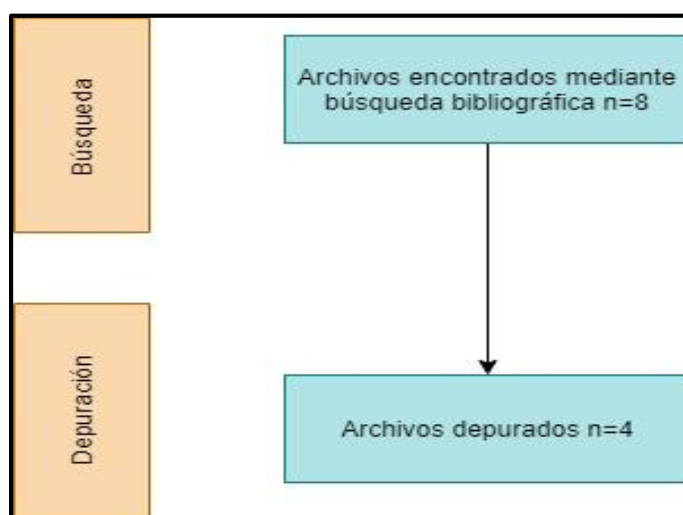 Búsqueda
Archivos encontrados mediante
búsqueda bibliográfica n=8
Depuración
Archivos depurados n=4